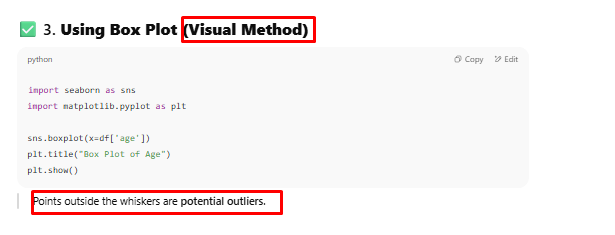 ✅ 3. Using Box Plot (Visual Method)
python
Copy Edit
import seaborn as sns
import matplotlib.pyplot as plt
sns.boxplot(x=df['age'])
plt.title("Box Plot of Age")
plt.show()
Points outside the whiskers are potential outliers.